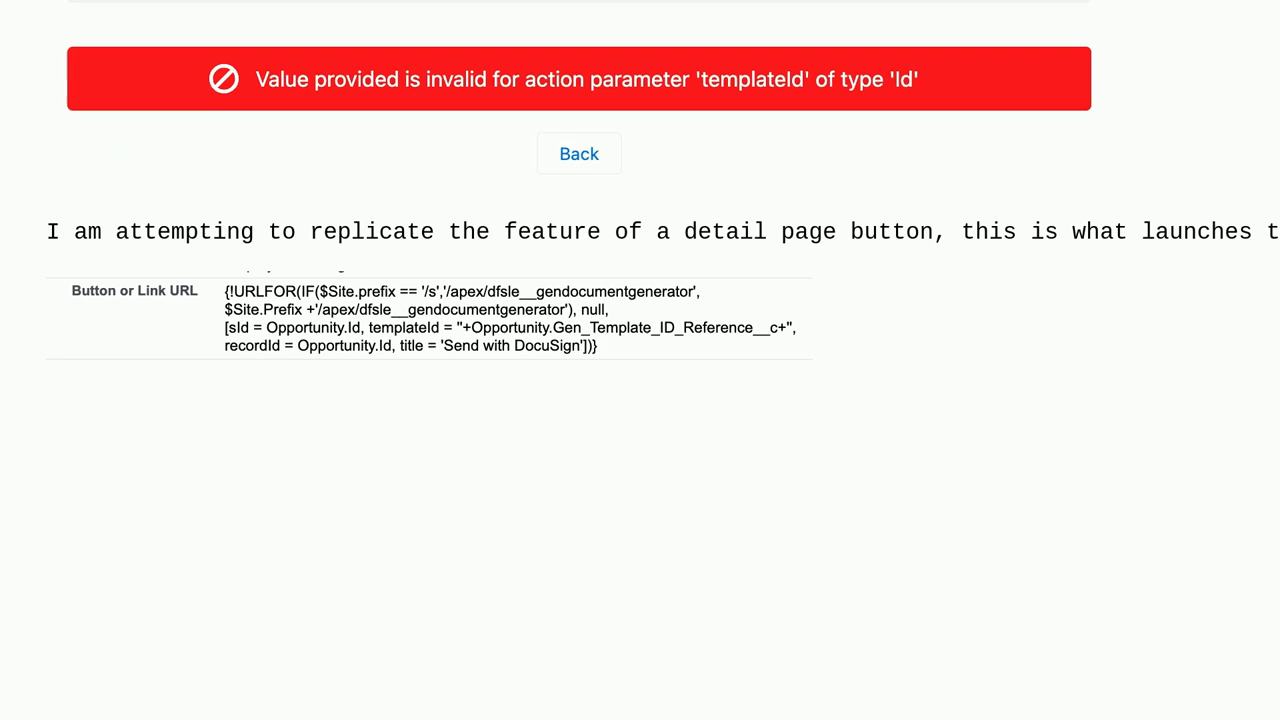 Value provided is invalid for action parameter 'templateId' of type 'Id'
Back
I am attempting to replicate the feature of a detail page button, this is what launches t
Button or Link URL
{!URLFOR(IF($Site.prefix == '/s','/apex/dfsle__gendocumentgenerator',
$Site.Prefix +'/apex/dfsle__gendocumentgenerator'), null,
[sId = Opportunity.Id, templateId = "+Opportunity.Gen_Template_ID_Reference__c+",
recordId = Opportunity.Id, title = 'Send with DocuSign'])}